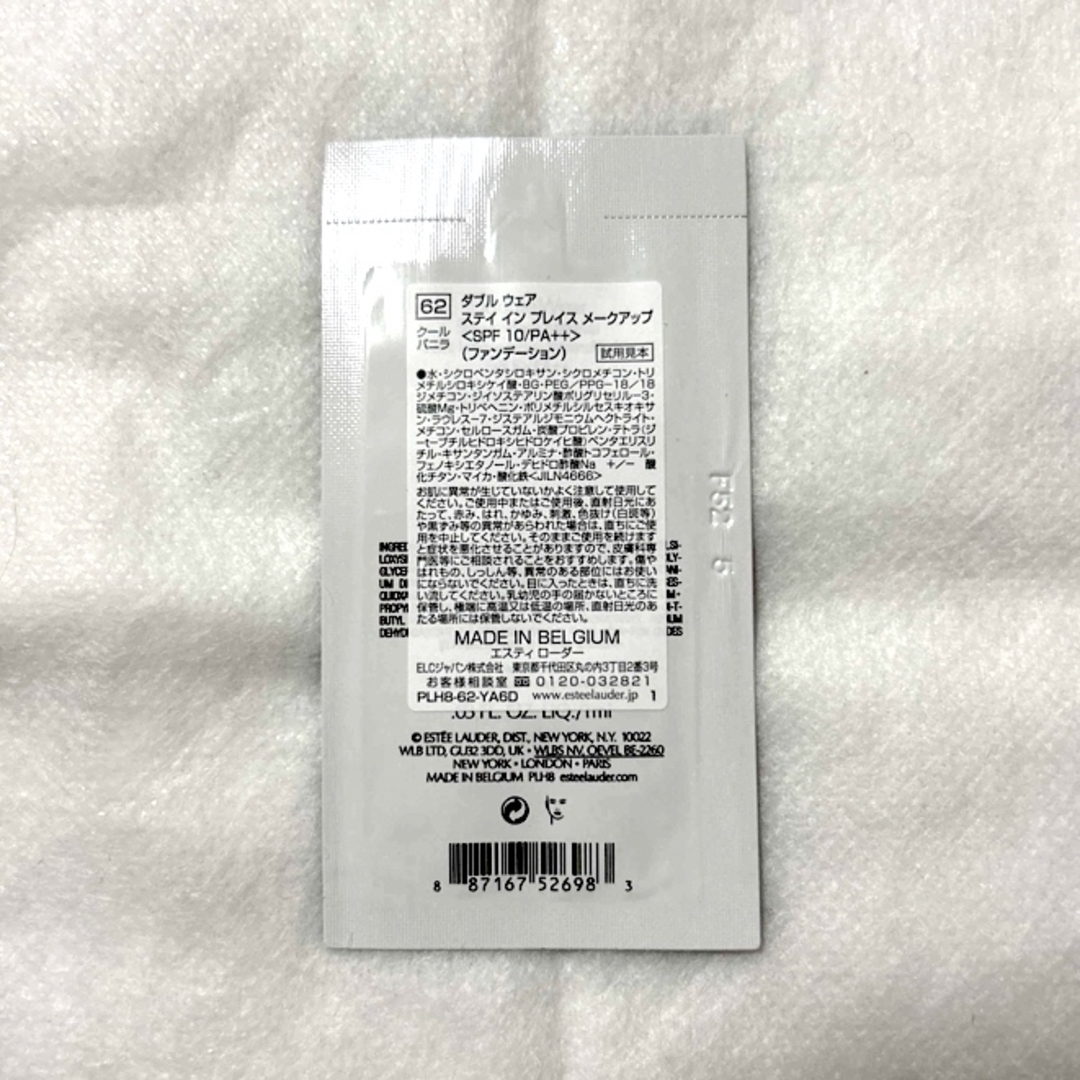 62
クール
バニラ
ダブル ウェア
ステイ イン プレイス メークアップ
<SPF 10/PA++>
(ファンデーション)
試用見本
●水・シクロペンタシロキサン・シクロメチコン・トリ
メチルシロキシケイ酸・BG・PEG/PPG-18/18
ジメチコン・ジイソステアリン酸ポリグリセリル-3・
硫酸Mg・トリベヘニン・ポリメチルシルセスキオキサ
ン・ラウレス-7・ジステアルジモニウムヘクトライト・
メチコン・セルロースガム・炭酸プロピレン・テトラ(ジ
-t-ブチルヒドロキシヒドロケイヒ酸)ペンタエリスリ
チル・キサンタンガム・アルミナ・酢酸トコフェロール・
フェノキシエタノール・デヒドロ酢酸Na +/- 酸
化チタン・マイカ・酸化鉄<JILN4666>
お肌に異常が生じていないかよく注意して使用して
ください。ご使用中またはご使用後、直射日光にあ
たって、赤み、はれ、かゆみ、刺激、色抜け(白斑等)
や黒ずみ等の異常があらわれた場合は、直ちにご使
用を中止してください。そのままご使用を続けます
と症状を悪化させることがありますので、皮膚科専
門医等にご相談されることをおすすめします。傷や
はれもの、しっしん等、異常のある部位にはお使い
にならないでください。目に入ったときは、直ちに洗
い流してください。乳幼児の手の届かないところに
保管し、極端に高温又は低温の場所、直射日光のあ
たる場所には保管しないでください。
MADE IN BELGIUM
エスティ ローダー
ELCジャパン株式会社 東京都千代田区丸の内3丁目2番3号
お客様相談室 0120-032821
PLH8-62-YA6D www.esteelauder.jp 1
F52 5
.03 FL. OZ. LIQ./1ml
© ESTĒE LAUDER, DIST., NEW YORK, N.Y. 10022
WLB LTD, GU32 3DD, UK • WLBS NV, OEVEL BE-2260
NEW YORK • LONDON • PARIS
MADE IN BELGIUM PLH8 esteelauder.com
8 87167 52698 3